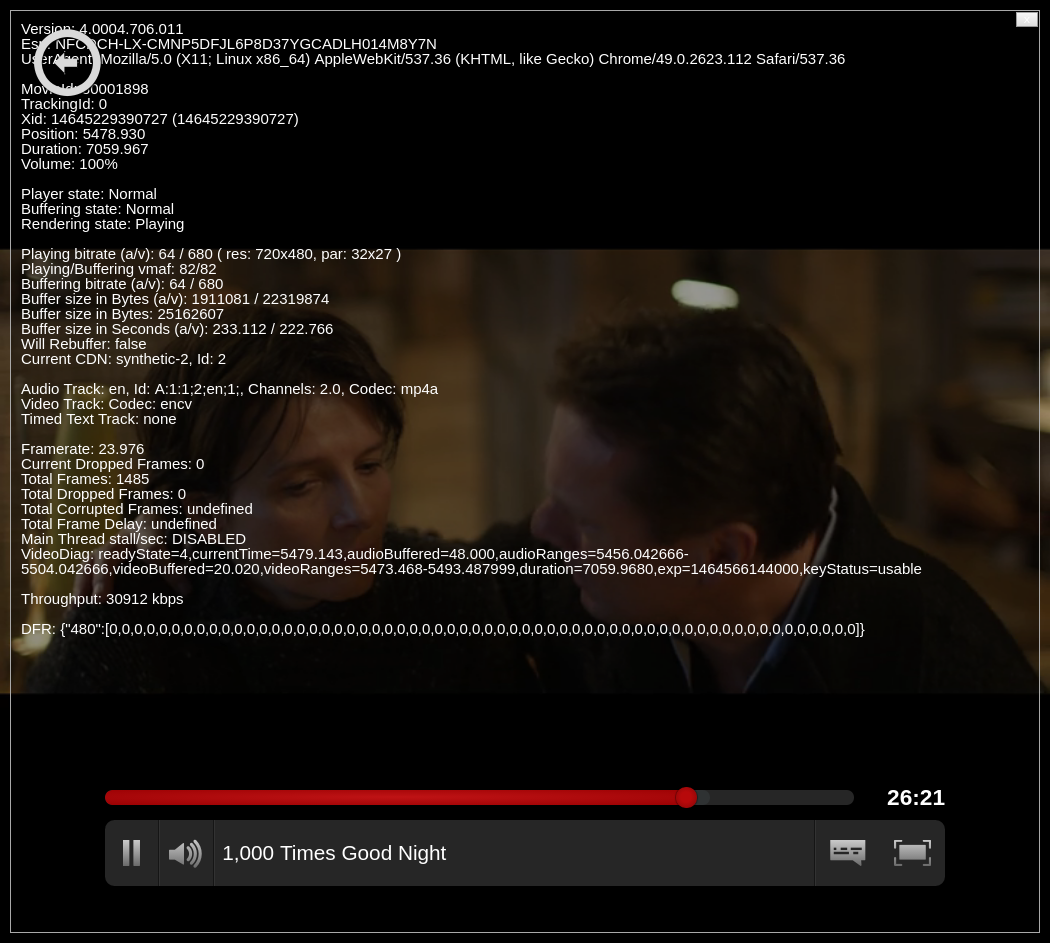 Version: 4.0004.706.011
Esn: NFCDCH-LX-CMNP5DFJL6P8D37YGCADLH014M8Y7N
UserAgent: Mozilla/5.0 (X11; Linux x86_64) AppleWebKit/537.36 (KHTML, like Gecko) Chrome/49.0.2623.112 Safari/537.36
TrackingId: 0
Xid: 14645229390727 (14645229390727)
Position: 5478.930
Duration: 7059.967
Volume: 100%
Player state: Normal
Buffering state: Normal
Rendering state: Playing
Playing bitrate (a/v): 64 / 680 ( res: 720x480, par: 32x27 )
Playing/Buffering vmaf: 82/82
Buffering bitrate (a/v): 64 / 680
Buffer size in Bytes (a/v): 1911081 / 22319874
Buffer size in Bytes: 25162607
Buffer size in Seconds (a/v): 233.112 / 222.766
Will Rebuffer: false
Current CDN: synthetic-2, Id: 2
Audio Track: en, Id: A:1:1;2;en;1;, Channels: 2.0, Codec: mp4a
Video Track: Codec: encv
Timed Text Track: none
Framerate: 23.976
Current Dropped Frames: 0
Total Frames: 1485
Total Dropped Frames: 0
Total Corrupted Frames: undefined
Total Frame Delay: undefined
Main Thread stall/sec: DISABLED
VideoDiag: readyState=4,currentTime=5479.143,audioBuffered=48.000,audioRanges=5456.042666-
5504.042666,videoBuffered=20.020,videoRanges=5473.468-5493.487999,duration=7059.9680,exp=1464566144000,keyStatus=usable
Throughput: 30912 kbps
DFR: {"480":[0,0,0,0,0,0,0,0,0,0,0,0,0,0,0,0,0,0,0,0,0,0,0,0,0,0,0,0,0,0,0,0,0,0,0,0,0,0,0,0,0,0,0,0,0,0,0,0,0,0,0,0,0,0,0,0,0,0,0,0]}
26:21
1,000 Times Good Night